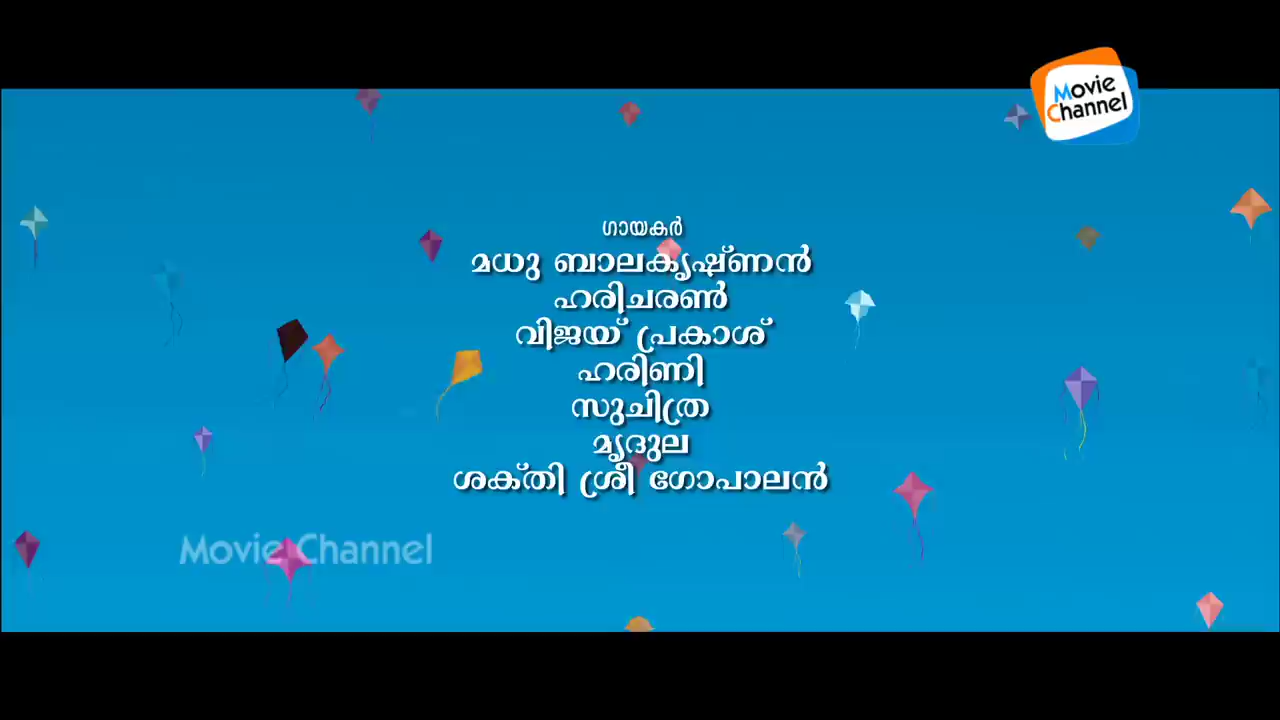 Movie
Channel
ഗായകർ
മധു ബാലകൃഷ്ണൻ
ഹരിചരൺ
വിജയ് പ്രകാശ്
ഹരിണി
സുചിത്ര
മൃദുല
ശക്തി ശ്രീ ഗോപാലൻ
Movie Channel